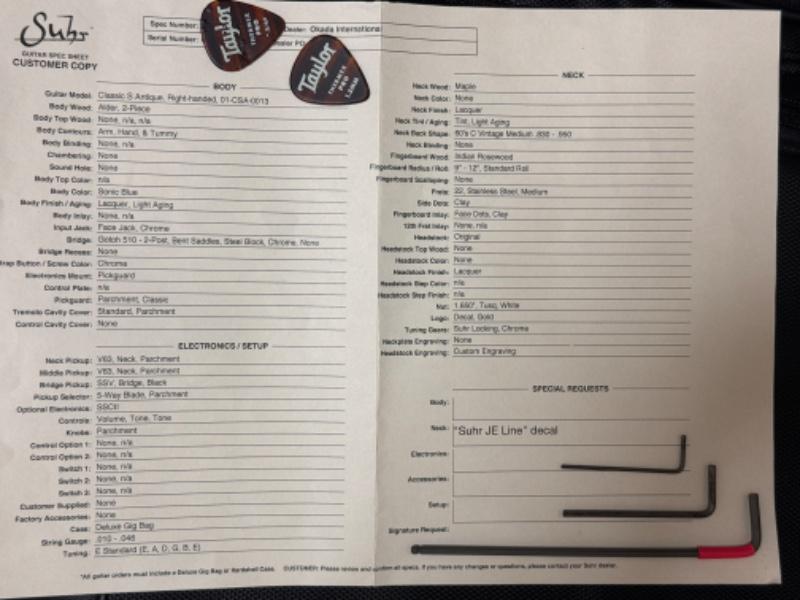 Suhr
GUITAR SPEC SHEET
CUSTOMER COPY
Spec Number:
Serial Number:
Dealer: Okada Internationa
ealer PO
Taylor
THERMEX
PRO
Taylor
THERMEX
PRO
1.25MM
BODY
Guitar Model: Classic S Antique, Right-handed, 01-CSA-0013
Body Wood: Alder, 2-Piece
Body Top Wood: None, n/a, n/a
Body Contours: Arm, Hand, & Tummy
Body Binding: None, n/a
Chambering: None
Sound Hole: None
Body Top Color: n/a
Body Color: Sonic Blue
Body Finish / Aging: Lacquer, Light Aging
Body Inlay: None, n/a
Input Jack: Face Jack, Chrome
Bridge: Gotoh 510 - 2-Post, Bent Saddles, Steel Block, Chrome, None
Bridge Recess: None
trap Button / Screw Color: Chrome
Electronics Mount: Pickguard
Control Plate: n/a
Pickguard: Parchment, Classic
Tremolo Cavity Cover: Standard, Parchment
Control Cavity Cover: None
ELECTRONICS / SETUP
Neck Pickup: V63, Neck, Parchment
Middle Pickup: V63, Neck, Parchment
Bridge Pickup: SSV, Bridge, Black
Pickup Selector: 5-Way Blade, Parchment
Optional Electronics: SSCIII
Controls: Volume, Tone, Tone
Knobs: Parchment
Control Option 1: None, n/a
Control Option 2: None, n/a
Switch 1: None, n/a
Switch 2: None, n/a
Switch 3: None, n/a
Customer Supplied: None
Factory Accessories: None
Case: Deluxe Gig Bag
String Gauge: .010 - .046
Tuning: E Standard (E, A, D, G, B, E)
NECK
Neck Wood: Maple
Neck Color: None
Neck Finish: Lacquer
Neck Tint / Aging: Tint, Light Aging
Neck Back Shape: 60's C Vintage Medium .830 - .950
Neck Binding: None
Fingerboard Wood: Indian Rosewood
Fingerboard Radius / Roll: 9" - 12", Standard Roll
Fingerboard Scalloping: None
Frets: 22, Stainless Steel, Medium
Side Dots: Clay
Fingerboard Inlay: Face Dots, Clay
12th Fret Inlay: None, n/a
Headstock: Original
Headstock Top Wood: None
Headstock Color: None
Headstock Finish: Lacquer
Headstock Step Color: n/a
Headstock Step Finish: n/a
Nut: 1.650", Tusq, White
Logo: Decal, Gold
Tuning Gears: Suhr Locking, Chrome
Neckplate Engraving: None
Headstock Engraving: Custom Engraving
SPECIAL REQUESTS
Body:
Neck: "Suhr JE Line" decal
Electronics:
Accessories:
Setup:
Signature Request:
*All guitar orders must include a Deluxe Gig Bag or Hardshell Case. CUSTOMER: Please review and confirm all specs. If you have any changes or questions, please contact your Suhr dealer.